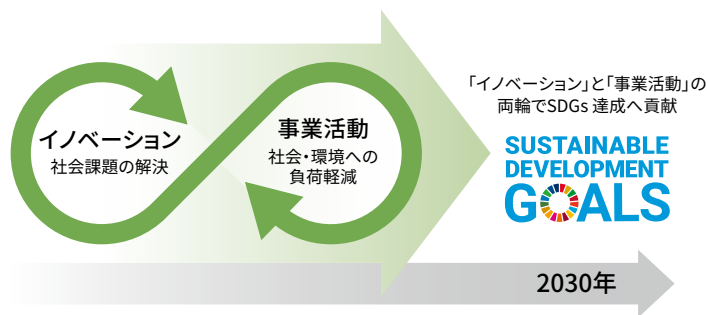 イノベーション
社会課題の解決
事業活動
社会・環境への
負荷軽減
「イノベーション」と「事業活動」の
両輪でSDGs 達成へ貢献
SUSTAINABLE
DEVELOPMENT
GOALS
2030年